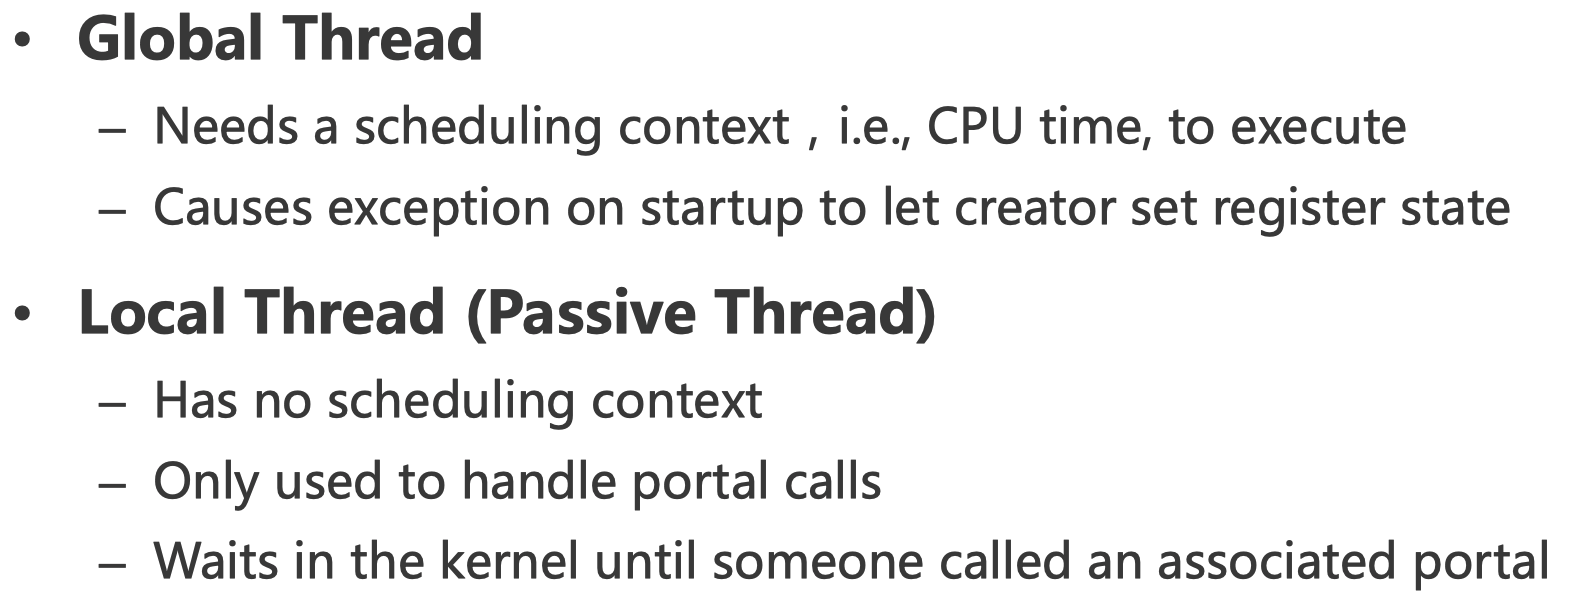 • Global Thread
– Needs a scheduling context , i.e., CPU time, to execute
– Causes exception on startup to let creator set register state
• Local Thread (Passive Thread)
– Has no scheduling context
– Only used to handle portal calls
– Waits in the kernel until someone called an associated portal